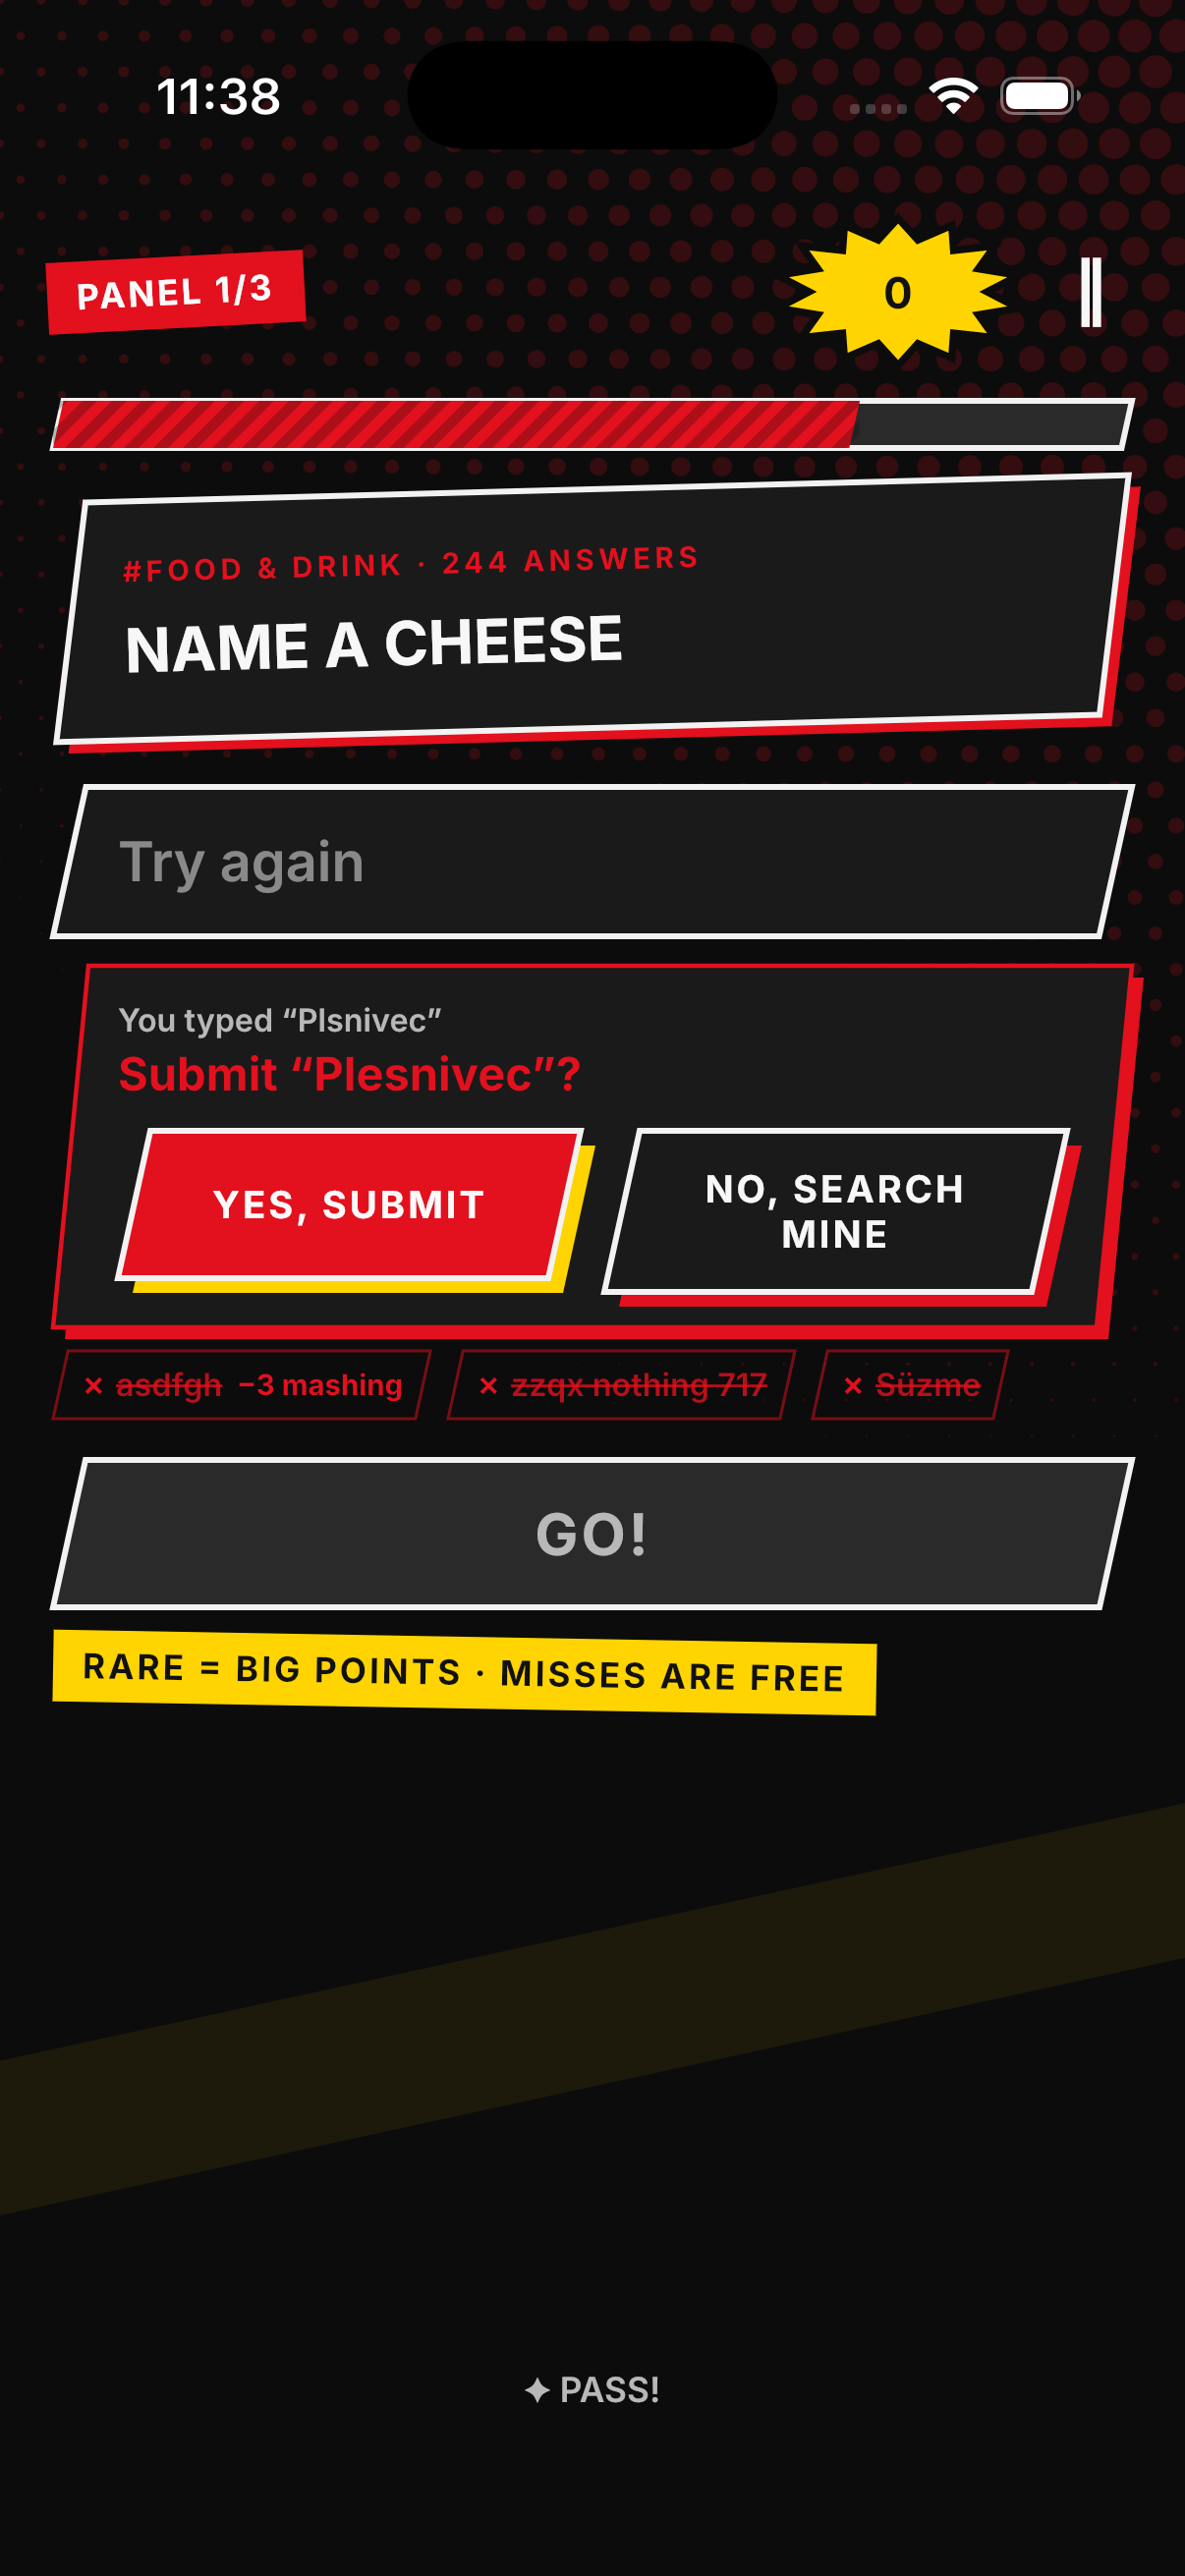 11:38
PANEL 1/3
0
#FOOD & DRINK · 244 ANSWERS
NAME A CHEESE
Try again
You typed “Plsnivec”
Submit “Plesnivec”?
YES, SUBMIT
NO, SEARCH
MINE
× asdfgh −3 mashing
× zzqx nothing 717
× Süzme
GO!
RARE = BIG POINTS · MISSES ARE FREE
✦ PASS!